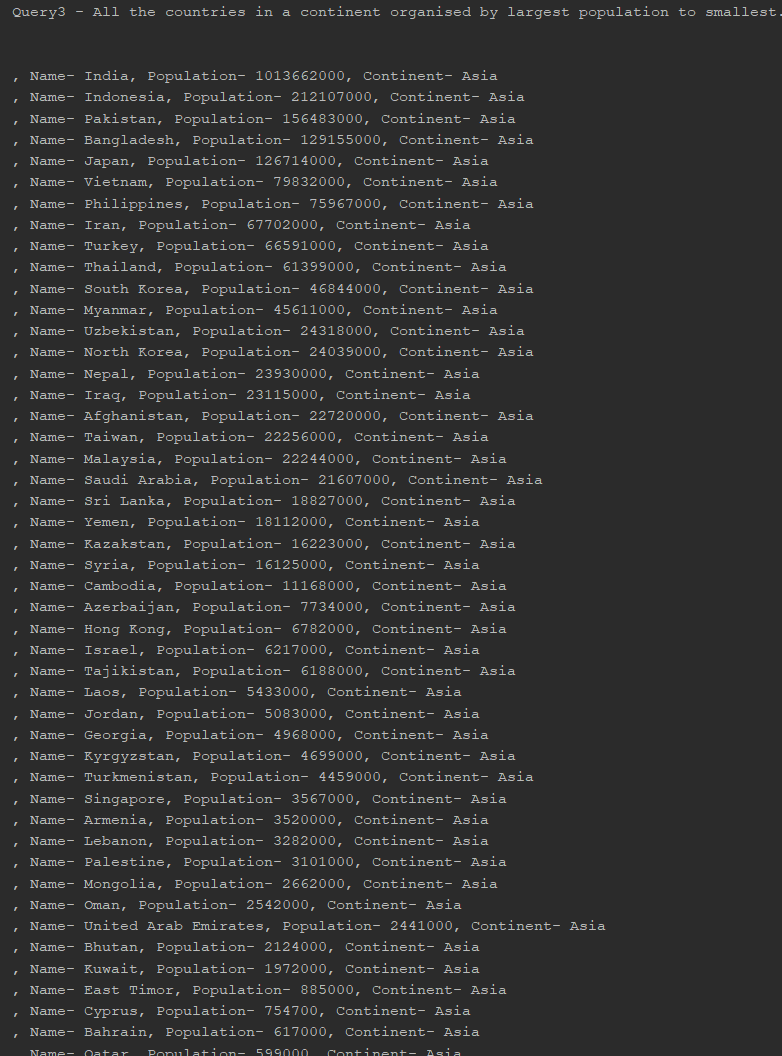 Query3 - All the countries in a continent organised by largest population to smallest.
, Name- India, Population- 1013662000, Continent- Asia
, Name- Indonesia, Population- 212107000, Continent- Asia
, Name- Pakistan, Population- 156483000, Continent- Asia
, Name- Bangladesh, Population- 129155000, Continent- Asia
, Name- Japan, Population- 126714000, Continent- Asia
, Name- Vietnam, Population- 79832000, Continent- Asia
, Name- Philippines, Population- 75967000, Continent- Asia
, Name- Iran, Population- 67702000, Continent- Asia
, Name- Turkey, Population- 66591000, Continent- Asia
, Name- Thailand, Population- 61399000, Continent- Asia
, Name- South Korea, Population- 46844000, Continent- Asia
, Name- Myanmar, Population- 45611000, Continent- Asia
, Name- Uzbekistan, Population- 24318000, Continent- Asia
, Name- North Korea, Population- 24039000, Continent- Asia
, Name- Nepal, Population- 23930000, Continent- Asia
, Name- Iraq, Population- 23115000, Continent- Asia
, Name- Afghanistan, Population- 22720000, Continent- Asia
, Name- Taiwan, Population- 22256000, Continent- Asia
, Name- Malaysia, Population- 22244000, Continent- Asia
, Name- Saudi Arabia, Population- 21607000, Continent- Asia
, Name- Sri Lanka, Population- 18827000, Continent- Asia
, Name- Yemen, Population- 18112000, Continent- Asia
, Name- Kazakstan, Population- 16223000, Continent- Asia
, Name- Syria, Population- 16125000, Continent- Asia
, Name- Cambodia, Population- 11168000, Continent- Asia
, Name- Azerbaijan, Population- 7734000, Continent- Asia
, Name- Hong Kong, Population- 6782000, Continent- Asia
, Name- Israel, Population- 6217000, Continent- Asia
, Name- Tajikistan, Population- 6188000, Continent- Asia
, Name- Laos, Population- 5433000, Continent- Asia
, Name- Jordan, Population- 5083000, Continent- Asia
, Name- Georgia, Population- 4968000, Continent- Asia
, Name- Kyrgyzstan, Population- 4699000, Continent- Asia
, Name- Turkmenistan, Population- 4459000, Continent- Asia
, Name- Singapore, Population- 3567000, Continent- Asia
, Name- Armenia, Population- 3520000, Continent- Asia
, Name- Lebanon, Population- 3282000, Continent- Asia
, Name- Palestine, Population- 3101000, Continent- Asia
, Name- Mongolia, Population- 2662000, Continent- Asia
, Name- Oman, Population- 2542000, Continent- Asia
, Name- United Arab Emirates, Population- 2441000, Continent- Asia
, Name- Bhutan, Population- 2124000, Continent- Asia
, Name- Kuwait, Population- 1972000, Continent- Asia
, Name- East Timor, Population- 885000, Continent- Asia
, Name- Cyprus, Population- 754700, Continent- Asia
, Name- Bahrain, Population- 617000, Continent- Asia
Name- Qatar, Population- 599000, Continent- Asia